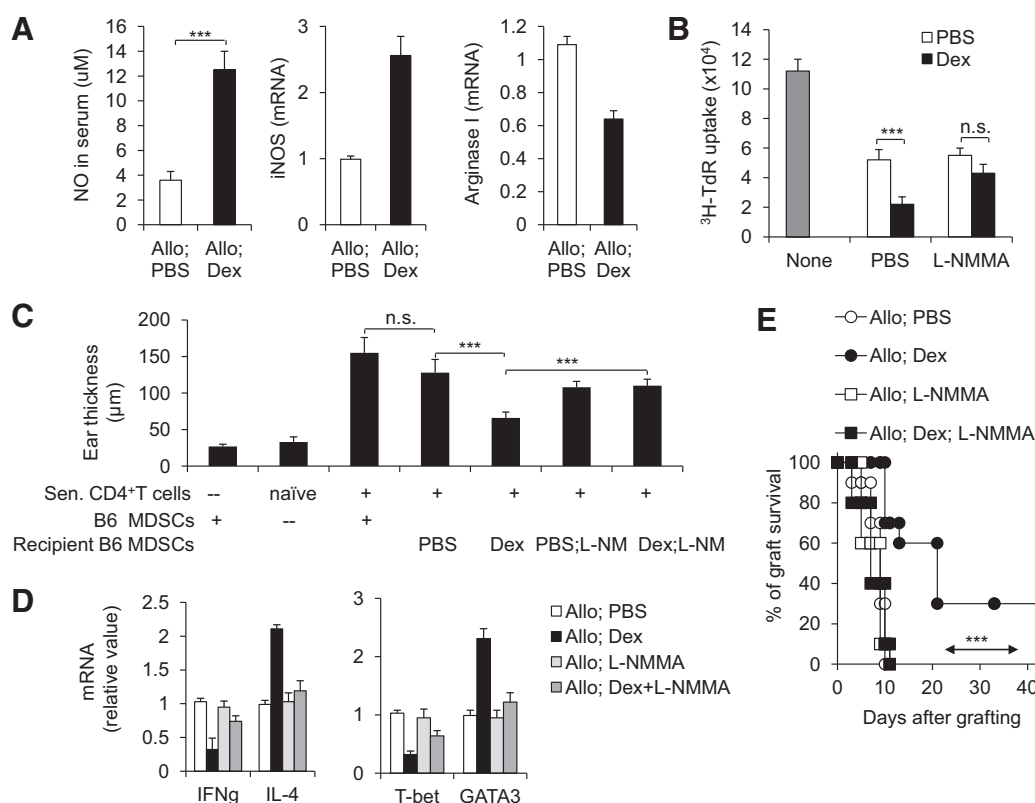 A
NO in serum (uM)
16
14
12
10
8
6
4
2
0
***
Allo; PBS
Allo; Dex
iNOS (mRNA)
3
2
1
0
Allo; PBS
Allo; Dex
Arginase I (mRNA)
1.2
1
0.8
0.6
0.4
0.2
0
Allo; PBS
Allo; Dex
B
³H-TdR uptake (x10⁴)
14
12
10
8
6
4
2
0
PBS
Dex
***
n.s.
None
PBS
L-NMMA
C
Ear thickness
(µm)
200
150
100
50
0
n.s.
***
***
Sen. CD4⁺T cells -- naïve + + + + +
B6 MDSCs + -- +
Recipient B6 MDSCs PBS Dex PBS;L-NM Dex;L-NM
D
mRNA
(relative value)
2.5
2
1.5
1
0.5
0
IFNg
IL-4
3
2
1
0
T-bet
GATA3
Allo; PBS
Allo; Dex
Allo; L-NMMA
Allo; Dex+L-NMMA
E
Allo; PBS
Allo; Dex
Allo; L-NMMA
Allo; Dex; L-NMMA
% of graft survival
100
80
60
40
20
0
***
0 10 20 30 40
Days after grafting